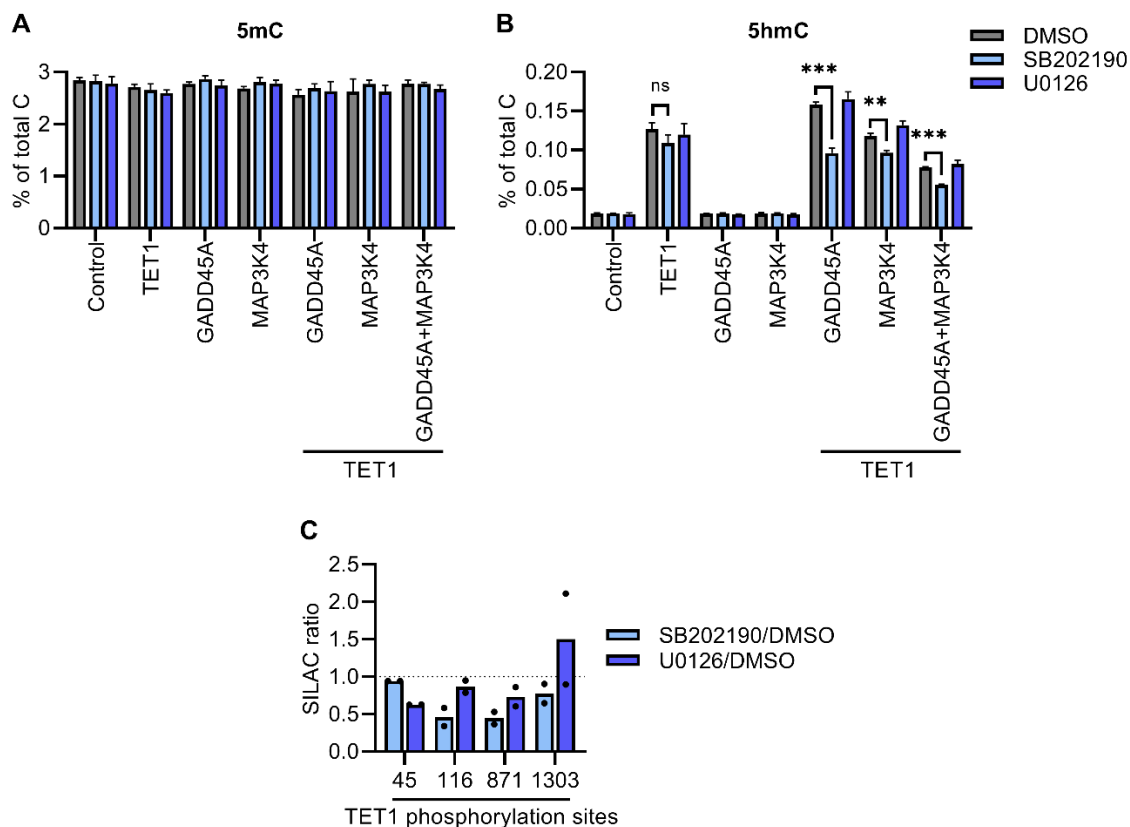 A
5mC
% of total C
3
2
1
0
Control
TET1
GADD45A
MAP3K4
GADD45A
MAP3K4
GADD45A+MAP3K4
TET1
B
5hmC
% of total C
0.20
0.15
0.10
0.05
0.00
ns
***
**
***
Control
TET1
GADD45A
MAP3K4
GADD45A
MAP3K4
GADD45A+MAP3K4
TET1
DMSO
SB202190
U0126
C
SILAC ratio
2.5
2.0
1.5
1.0
0.5
0.0
45 116 871 1303
TET1 phosphorylation sites
SB202190/DMSO
U0126/DMSO